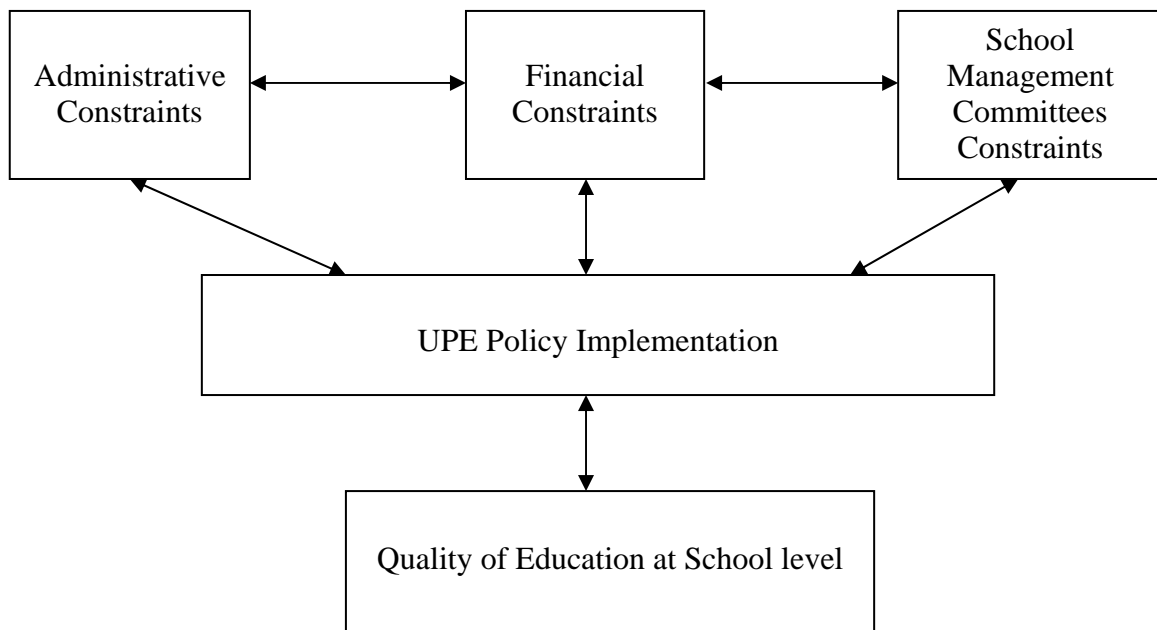 Administrative
Constraints
Financial
Constraints
School
Management
Committees
Constraints
UPE Policy Implementation
Quality of Education at School level